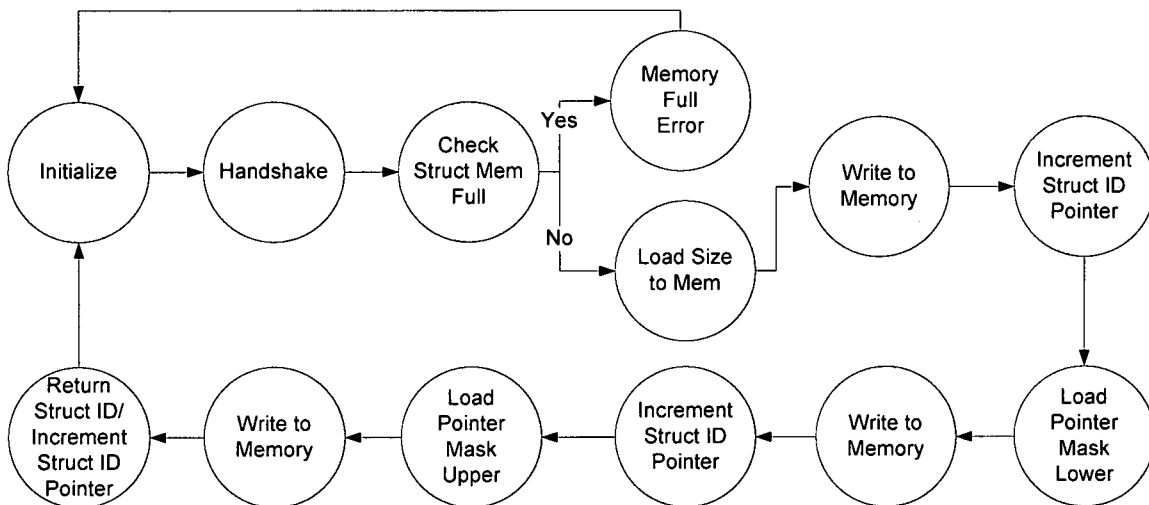 Memory
Full
Error
Yes
Initialize
Handshake
Check
Struct Mem
Full
Write to
Memory
Increment
Struct ID
Pointer
No
Load Size
to Mem
Return
Struct ID/
Increment
Struct ID
Pointer
Write to
Memory
Load
Pointer
Mask
Upper
Increment
Struct ID
Pointer
Write to
Memory
Load
Pointer
Mask
Lower